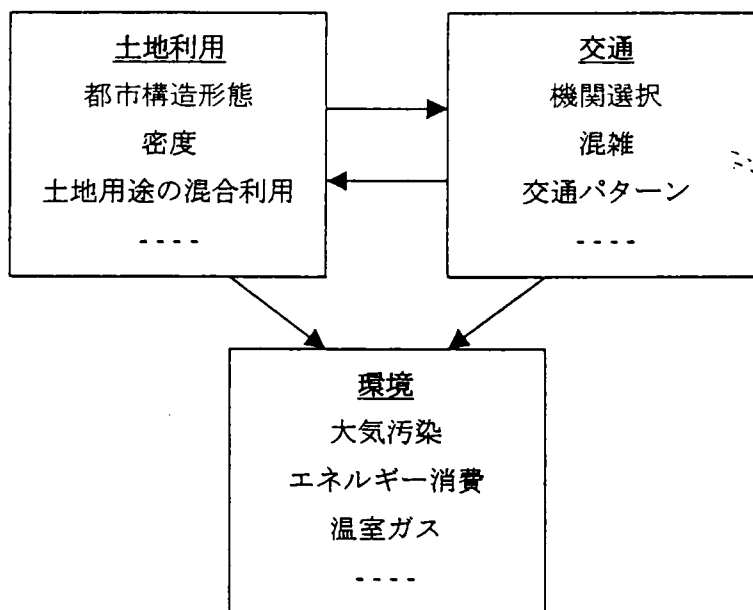 土地利用
都市構造形態
密度
土地用途の混合利用
----
交通
機関選択
混雑
交通パターン
----
環境
大気汚染
エネルギー消費
温室ガス
----